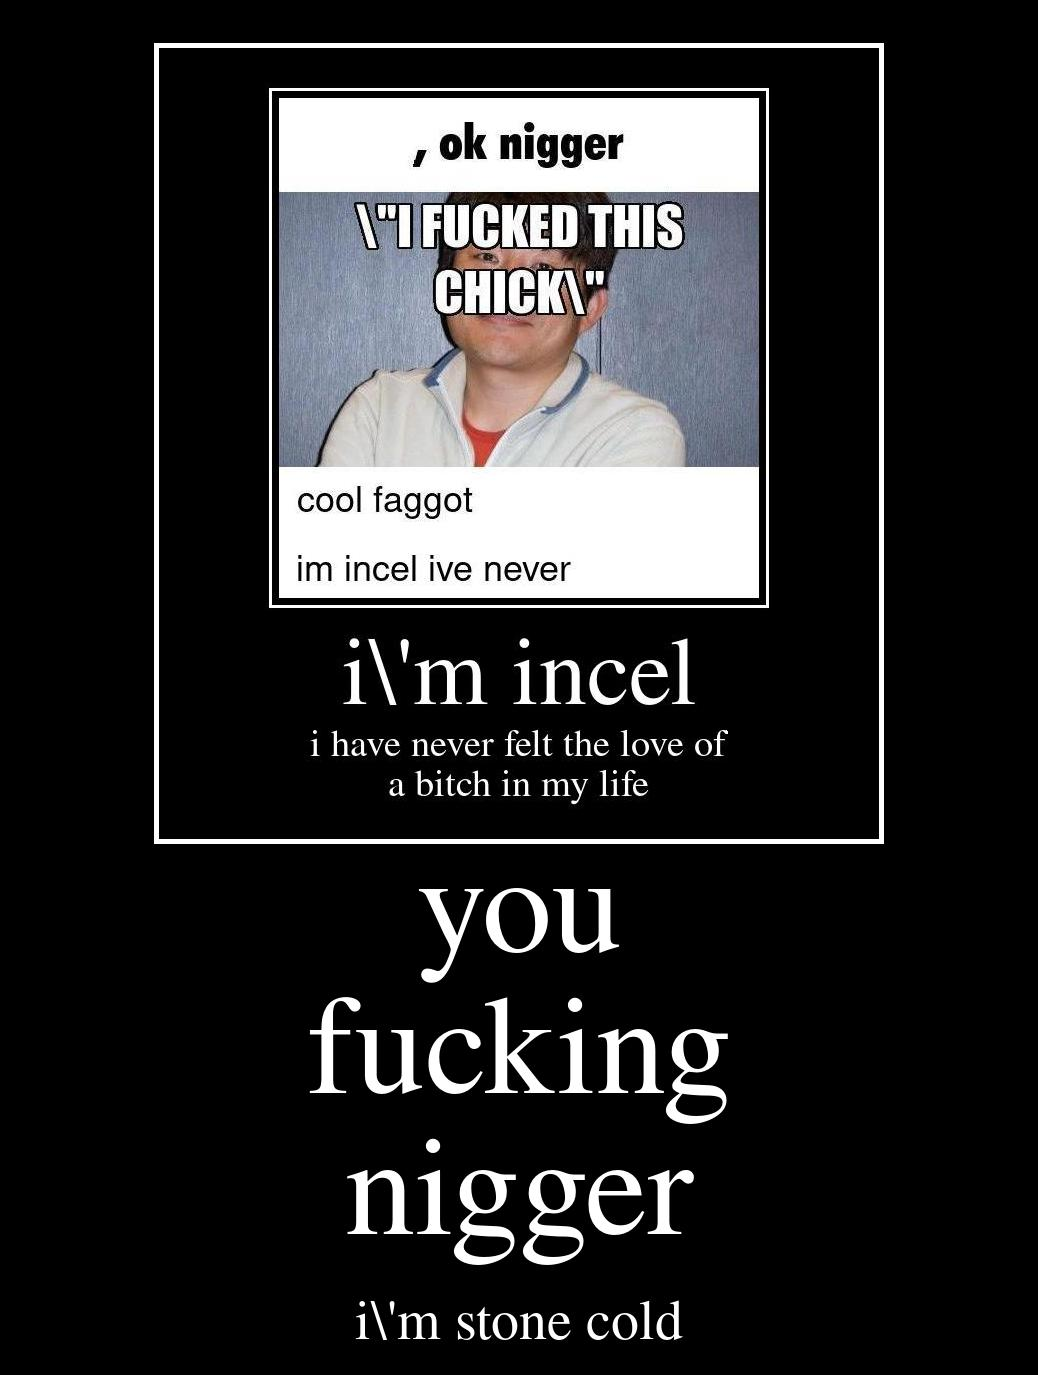 , ok nigger
\"I FUCKED THIS
CHICK\"
cool faggot
im incel ive never
i\'m incel
i have never felt the love of
a bitch in my life
you
fucking
nigger
i\'m stone cold